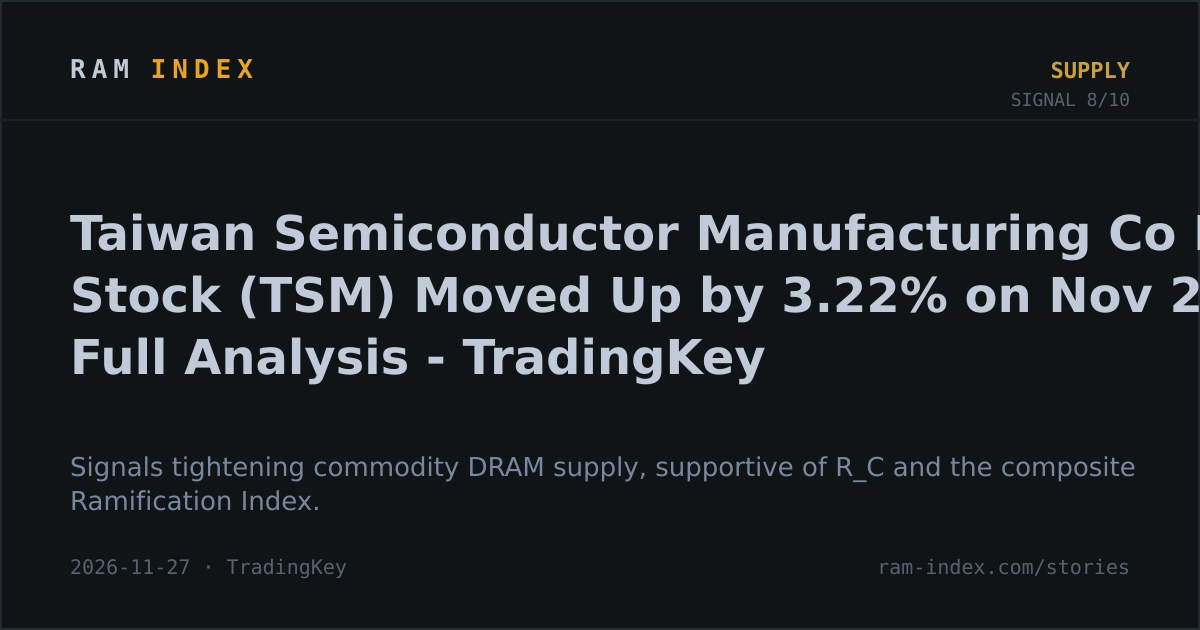 RAM INDEX
SUPPLY
SIGNAL 8/10
Taiwan Semiconductor Manufacturing Co
Stock (TSM) Moved Up by 3.22% on Nov
Full Analysis - TradingKey
Signals tightening commodity DRAM supply, supportive of R_C and the composite
Ramification Index.
2026-11-27 · TradingKey
ram-index.com/stories